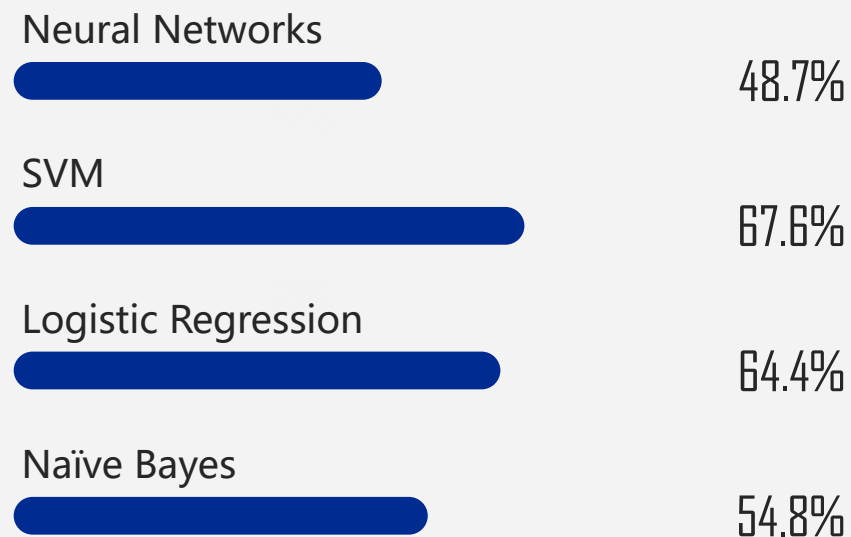 Neural Networks
48.7%
SVM
67.6%
Logistic Regression
64.4%
Naïve Bayes
54.8%